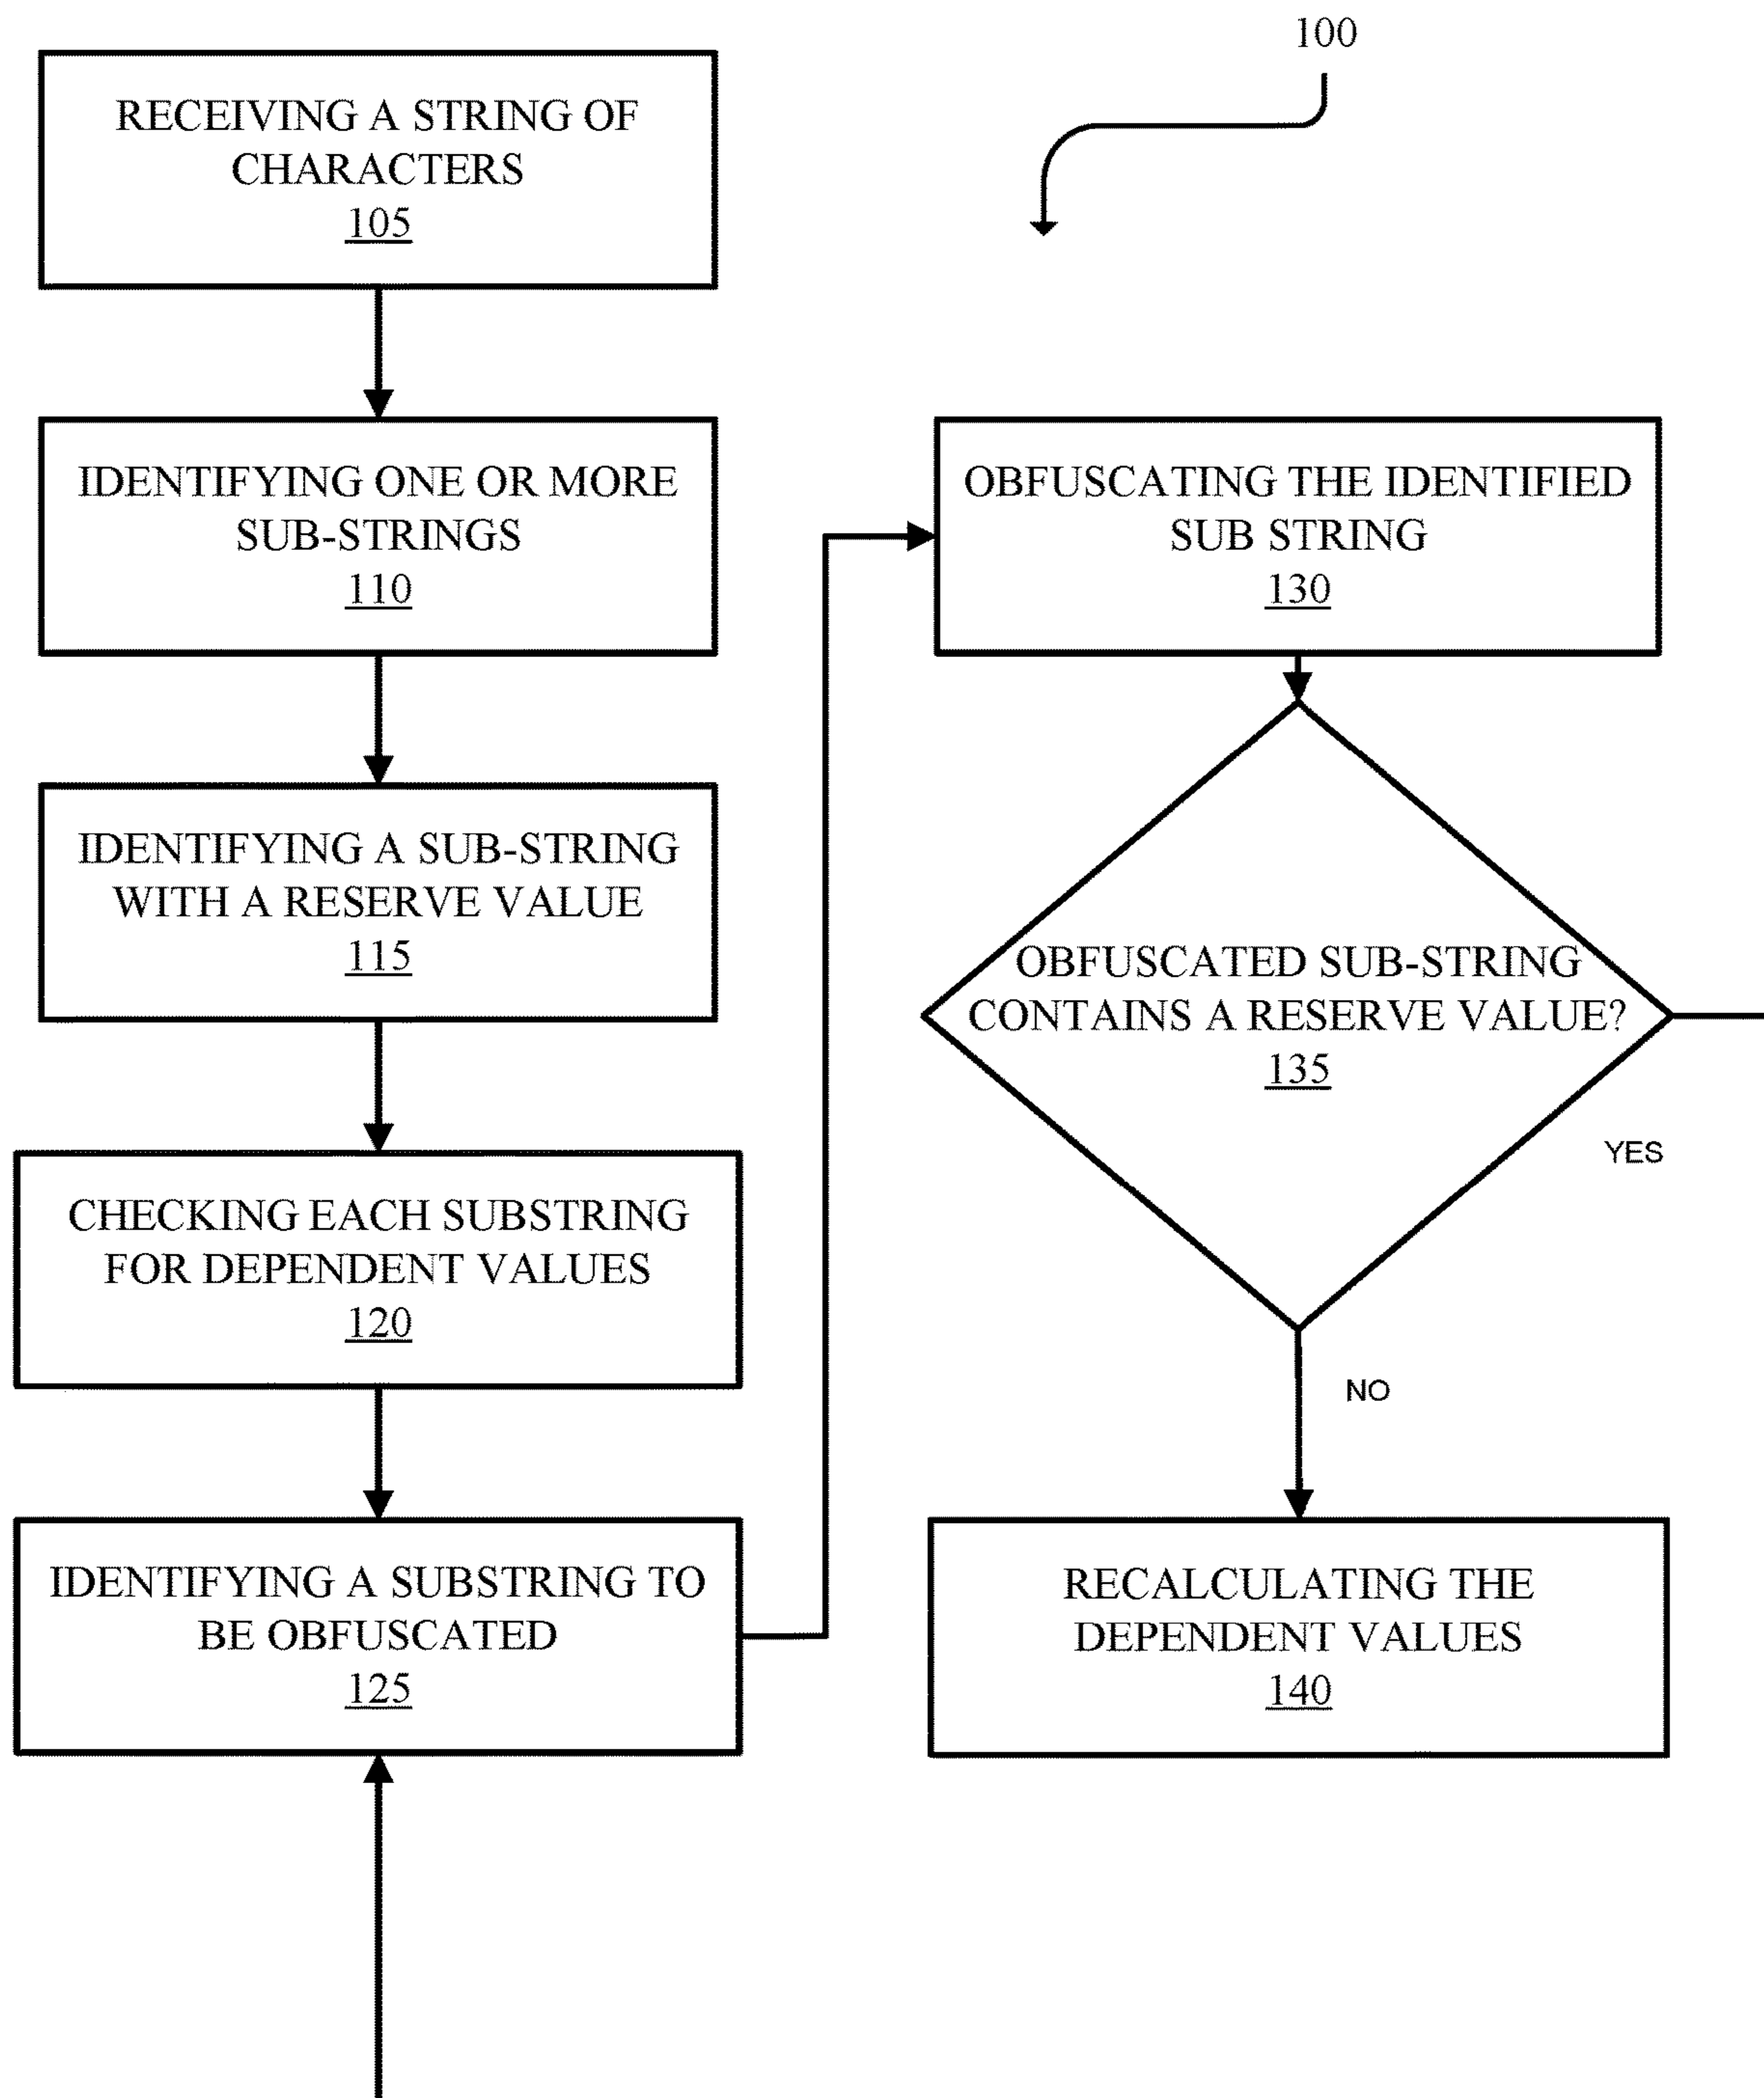 100
RECEIVING A STRING OF
CHARACTERS
105
IDENTIFYING ONE OR MORE
SUB-STRINGS
110
IDENTIFYING A SUB-STRING
WITH A RESERVE VALUE
115
CHECKING EACH SUBSTRING
FOR DEPENDENT VALUES
120
IDENTIFYING A SUBSTRING TO
BE OBFUSCATED
125
OBFUSCATING THE IDENTIFIED
SUB STRING
130
OBFUSCATED SUB-STRING
CONTAINS A RESERVE VALUE?
135
YES
NO
RECALCULATING THE
DEPENDENT VALUES
140